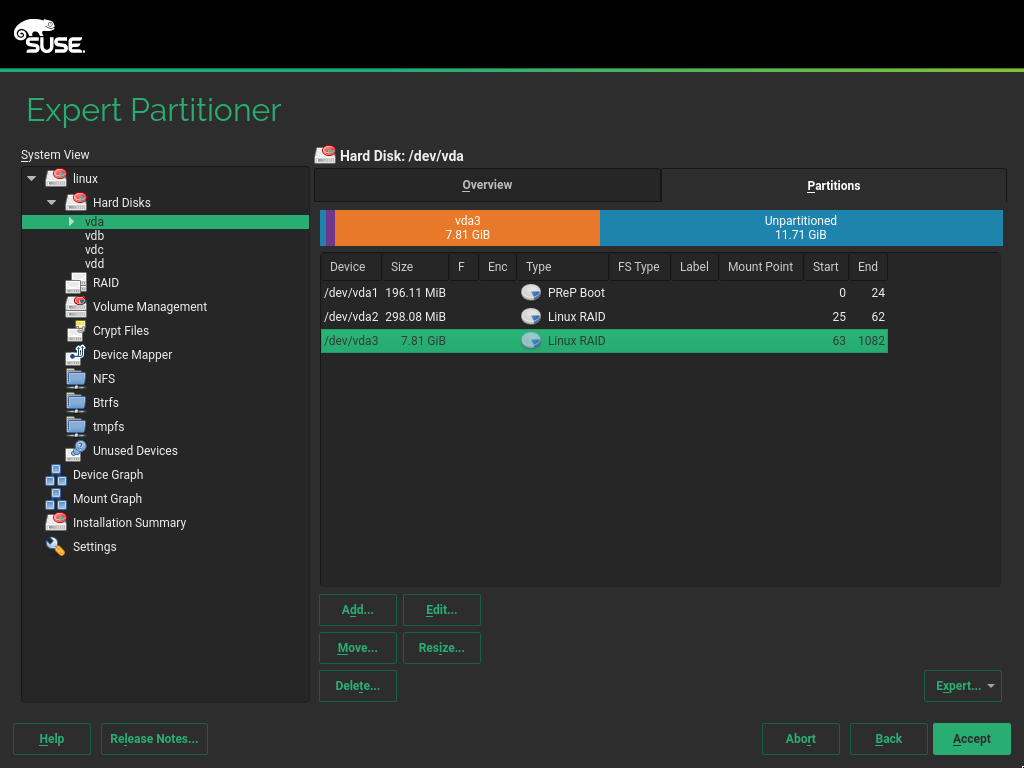 SUSE.
Expert Partitioner
System View
linux
Hard Disks
vda
vdb
vdc
vdd
RAID
Volume Management
Crypt Files
Device Mapper
NFS
Btrfs
tmpfs
Unused Devices
Device Graph
Mount Graph
Installation Summary
Settings
Hard Disk: /dev/vda
Overview Partitions
vda3 Unpartitioned
7.81 GiB 11.71 GiB
Device Size F Enc Type FS Type Label Mount Point Start End
/dev/vda1 196.11 MiB PReP Boot 0 24
/dev/vda2 298.08 MiB Linux RAID 25 62
/dev/vda3 7.81 GiB Linux RAID 63 1082
Add... Edit...
Move... Resize...
Delete... Expert...
Help Release Notes... Abort Back Accept